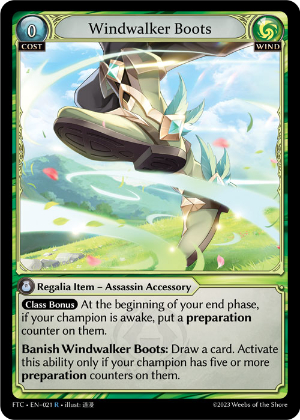 0
Windwalker Boots
COST
WIND
Regalia Item – Assassin Accessory
Class Bonus At the beginning of your end phase,
if your champion is awake, put a preparation
counter on them.
Banish Windwalker Boots: Draw a card. Activate
this ability only if your champion has five or more
preparation counters on them.
FTC • EN-021 R • illust: 
©2023 Weebs of the Shore